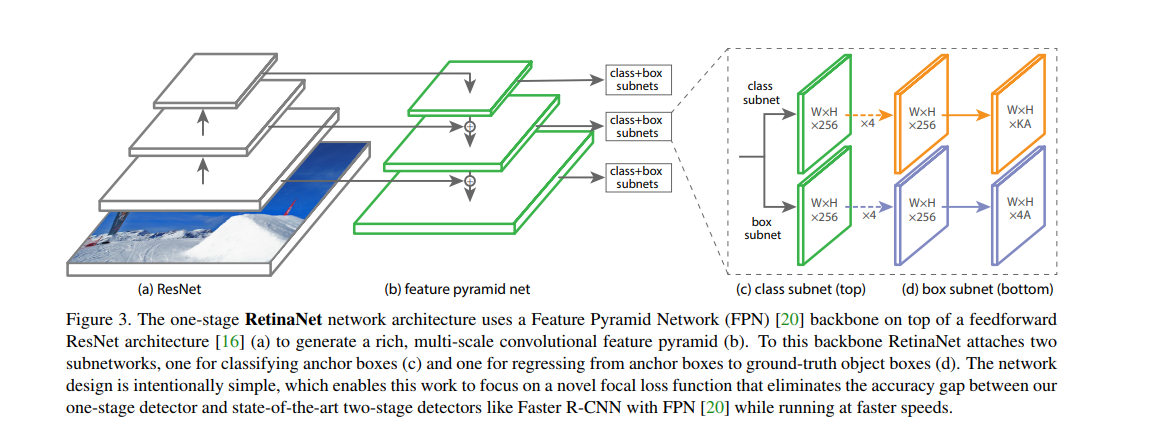 class+box
subnets
class+box
subnets
class+box
subnets
class
subnet
W×H
×256
×4
W×H
×256
W×H
×KA
W×H
×256
×4
W×H
×256
W×H
×4A
box
subnet
(a) ResNet
(b) feature pyramid net
(c) class subnet (top)
(d) box subnet (bottom)
Figure 3. The one-stage RetinaNet network architecture uses a Feature Pyramid Network (FPN) [20] backbone on top of a feedforward
ResNet architecture [16] (a) to generate a rich, multi-scale convolutional feature pyramid (b). To this backbone RetinaNet attaches two
subnetworks, one for classifying anchor boxes (c) and one for regressing from anchor boxes to ground-truth object boxes (d). The network
design is intentionally simple, which enables this work to focus on a novel focal loss function that eliminates the accuracy gap between our
one-stage detector and state-of-the-art two-stage detectors like Faster R-CNN with FPN [20] while running at faster speeds.